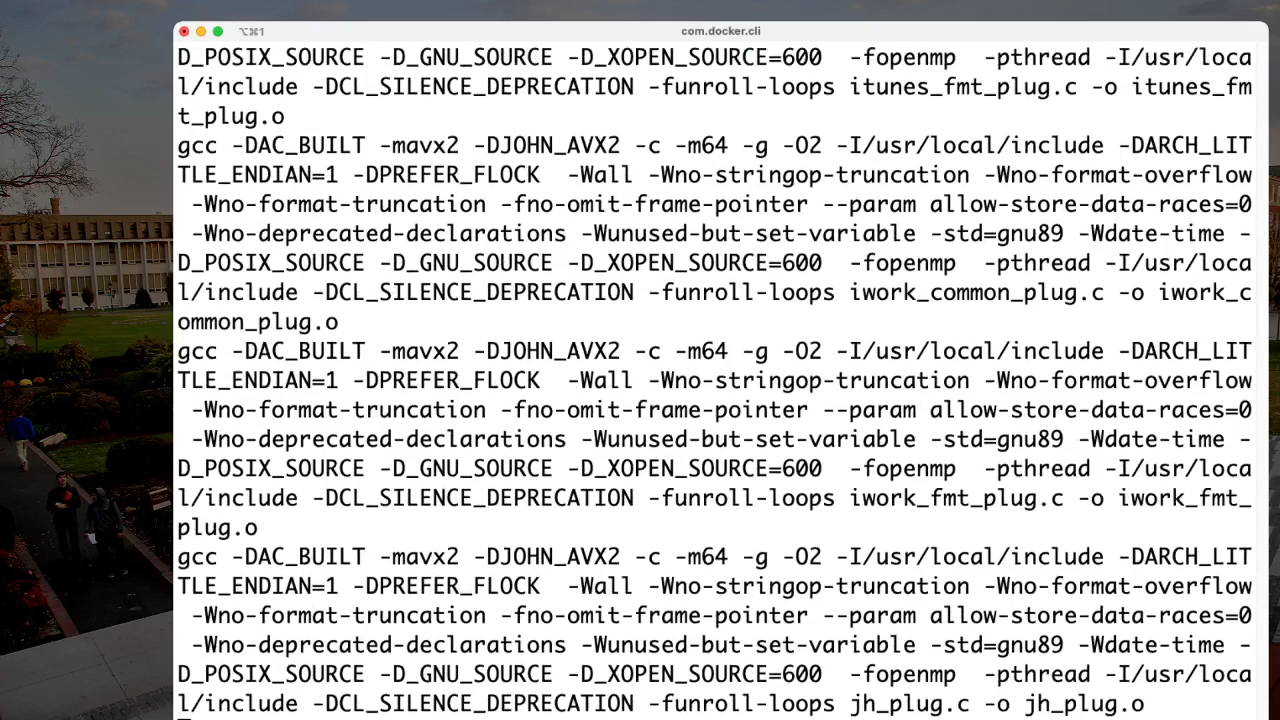 ⌥⌘1
com.docker.cli
D_POSIX_SOURCE -D_GNU_SOURCE -D_XOPEN_SOURCE=600  -fopenmp  -pthread -I/usr/loca
l/include -DCL_SILENCE_DEPRECATION -funroll-loops itunes_fmt_plug.c -o itunes_fm
t_plug.o
gcc -DAC_BUILT -mavx2 -DJOHN_AVX2 -c -m64 -g -O2 -I/usr/local/include -DARCH_LIT
TLE_ENDIAN=1 -DPREFER_FLOCK  -Wall -Wno-stringop-truncation -Wno-format-overflow
 -Wno-format-truncation -fno-omit-frame-pointer --param allow-store-data-races=0
-Wno-deprecated-declarations -Wunused-but-set-variable -std=gnu89 -Wdate-time -
D_POSIX_SOURCE -D_GNU_SOURCE -D_XOPEN_SOURCE=600  -fopenmp  -pthread -I/usr/loca
l/include -DCL_SILENCE_DEPRECATION -funroll-loops iwork_common_plug.c -o iwork_c
ommon_plug.o
gcc -DAC_BUILT -mavx2 -DJOHN_AVX2 -c -m64 -g -O2 -I/usr/local/include -DARCH_LIT
TLE_ENDIAN=1 -DPREFER_FLOCK  -Wall -Wno-stringop-truncation -Wno-format-overflow
 -Wno-format-truncation -fno-omit-frame-pointer --param allow-store-data-races=0
-Wno-deprecated-declarations -Wunused-but-set-variable -std=gnu89 -Wdate-time -
D_POSIX_SOURCE -D_GNU_SOURCE -D_XOPEN_SOURCE=600  -fopenmp  -pthread -I/usr/loca
l/include -DCL_SILENCE_DEPRECATION -funroll-loops iwork_fmt_plug.c -o iwork_fmt_
plug.o
gcc -DAC_BUILT -mavx2 -DJOHN_AVX2 -c -m64 -g -O2 -I/usr/local/include -DARCH_LIT
TLE_ENDIAN=1 -DPREFER_FLOCK  -Wall -Wno-stringop-truncation -Wno-format-overflow
 -Wno-format-truncation -fno-omit-frame-pointer --param allow-store-data-races=0
-Wno-deprecated-declarations -Wunused-but-set-variable -std=gnu89 -Wdate-time -
D_POSIX_SOURCE -D_GNU_SOURCE -D_XOPEN_SOURCE=600  -fopenmp  -pthread -I/usr/loca
l/include -DCL_SILENCE_DEPRECATION -funroll-loops jh_plug.c -o jh_plug.o